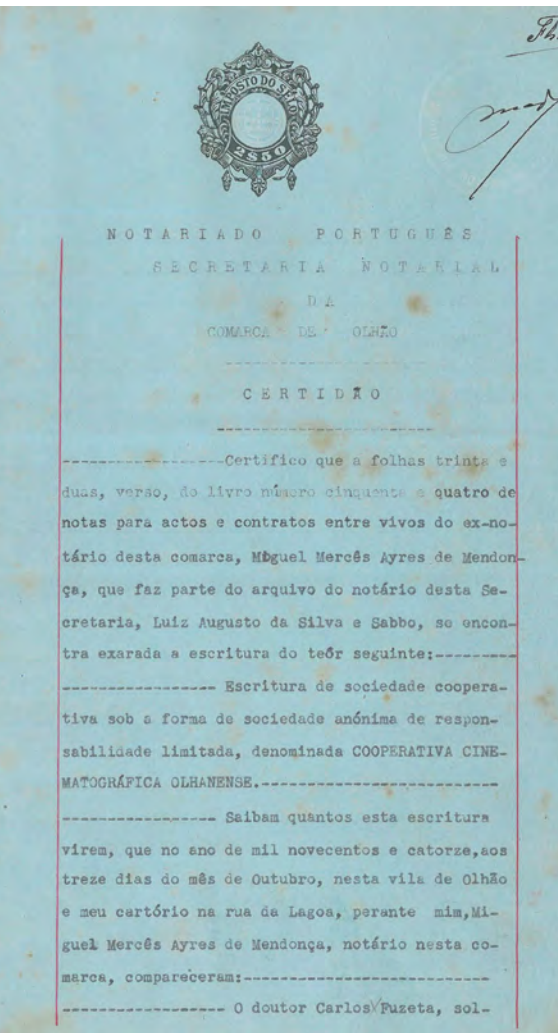 IMPOSTO DO SELO
2$50
NOTARIADO PORTUGUÊS
SECRETARIA NOTARIAL
DA
COMARCA DE OLHÃO
CERTIDÃO
-----------------Certifico que a folhas trinta e
duas, verso, do livro número cinquenta e quatro de
notas para actos e contratos entre vivos do ex-no-
tário desta comarca, Miguel Mercês Ayres de Mendon-
ça, que faz parte do arquivo do notário desta Se-
cretaria, Luiz Augusto da Silva e Sabbo, se encon-
tra exarada a escritura do teôr seguinte:---------
------------------ Escritura de sociedade coopera-
tiva sob a forma de sociedade anónima de respon-
sabilidade limitada, denominada COOPERATIVA CINE-
MATOGRÁFICA OLHANENSE.--------------------------
------------------ Saibam quantos esta escritura
virem, que no ano de mil novecentos e catorze,aos
treze dias do mês de Outubro, nesta vila de Olhão
e meu cartório na rua da Lagoa, perante mim,Mi-
guel Mercês Ayres de Mendonça, notário nesta co-
marca, compareceram:---------------------------
------------------- O doutor Carlos Fuzeta, sol-